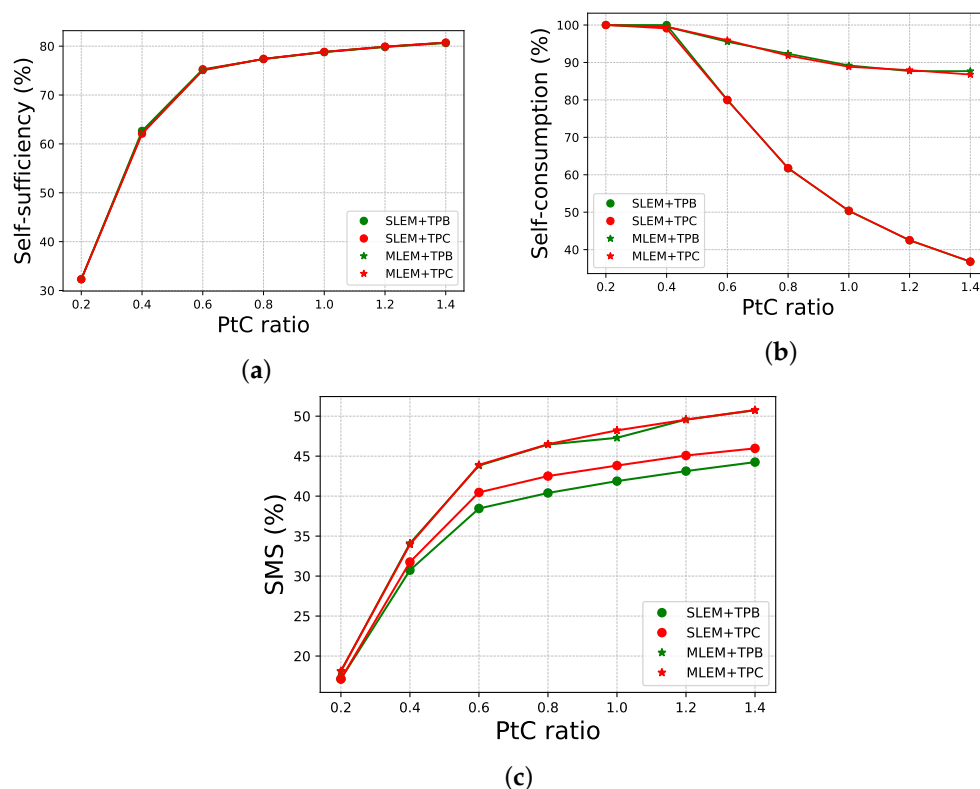 80
70
60
50
40
30
Self-sufficiency (%)
SLEM+TPB
SLEM+TPC
MLEM+TPB
MLEM+TPC
0.2 0.4 0.6 0.8 1.0 1.2 1.4
PtC ratio
(a)
100
90
80
70
60
50
40
Self-consumption (%)
SLEM+TPB
SLEM+TPC
MLEM+TPB
MLEM+TPC
0.2 0.4 0.6 0.8 1.0 1.2 1.4
PtC ratio
(b)
50
45
40
35
30
25
20
SMS (%)
SLEM+TPB
SLEM+TPC
MLEM+TPB
MLEM+TPC
0.2 0.4 0.6 0.8 1.0 1.2 1.4
PtC ratio
(c)